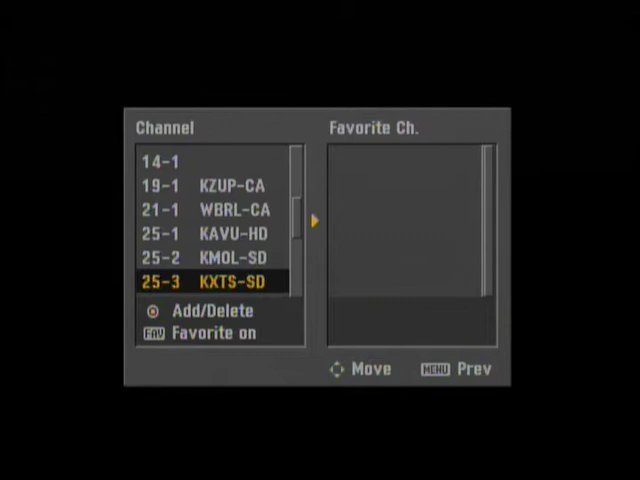 Channel
Favorite Ch.
14-1
19-1 KZUP-CA
21-1 WBRL-CA
25-1 KAVU-HD
25-2 KMOL-SD
25-3 KXTS-SD
Add/Delete
FAV Favorite on
Move MENU Prev